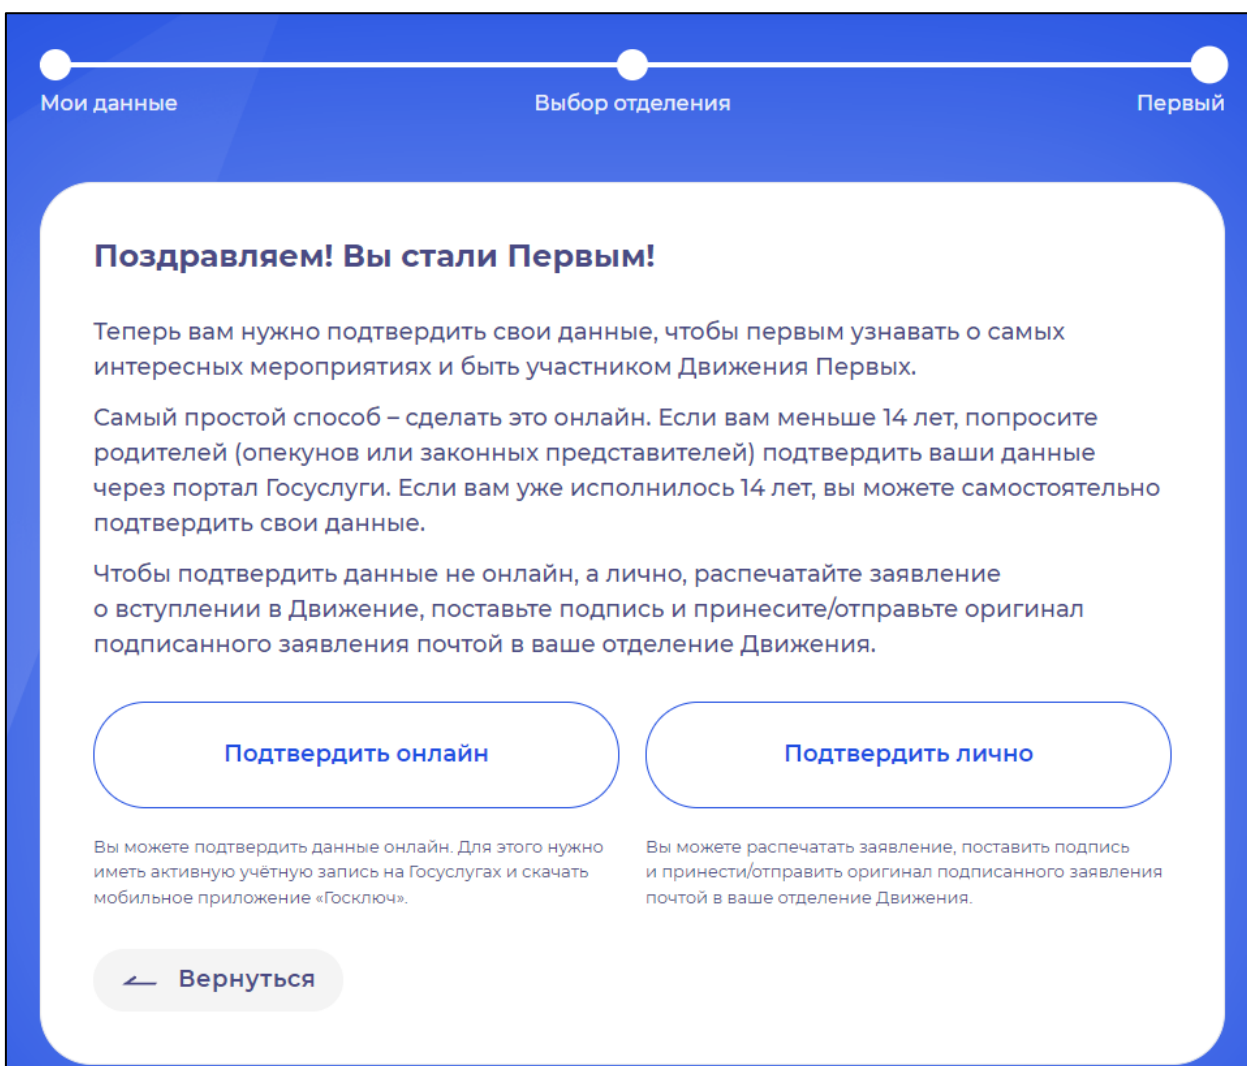 Мои данные
Выбор отделения
Первый
Поздравляем! Вы стали Первым!
Теперь вам нужно подтвердить свои данные, чтобы первым узнавать о самых
интересных мероприятиях и быть участником Движения Первых.
Самый простой способ – сделать это онлайн. Если вам меньше 14 лет, попросите
родителей (опекунов или законных представителей) подтвердить ваши данные
через портал Госуслуги. Если вам уже исполнилось 14 лет, вы можете самостоятельно
подтвердить свои данные.
Чтобы подтвердить данные не онлайн, а лично, распечатайте заявление
о вступлении в Движение, поставьте подпись и принесите/отправьте оригинал
подписанного заявления почтой в ваше отделение Движения.
Подтвердить онлайн
Подтвердить лично
Вы можете подтвердить данные онлайн. Для этого нужно
иметь активную учётную запись на Госуслугах и скачать
мобильное приложение «Госключ».
Вы можете распечатать заявление, поставить подпись
и принести/отправить оригинал подписанного заявления
почтой в ваше отделение Движения.
Вернуться